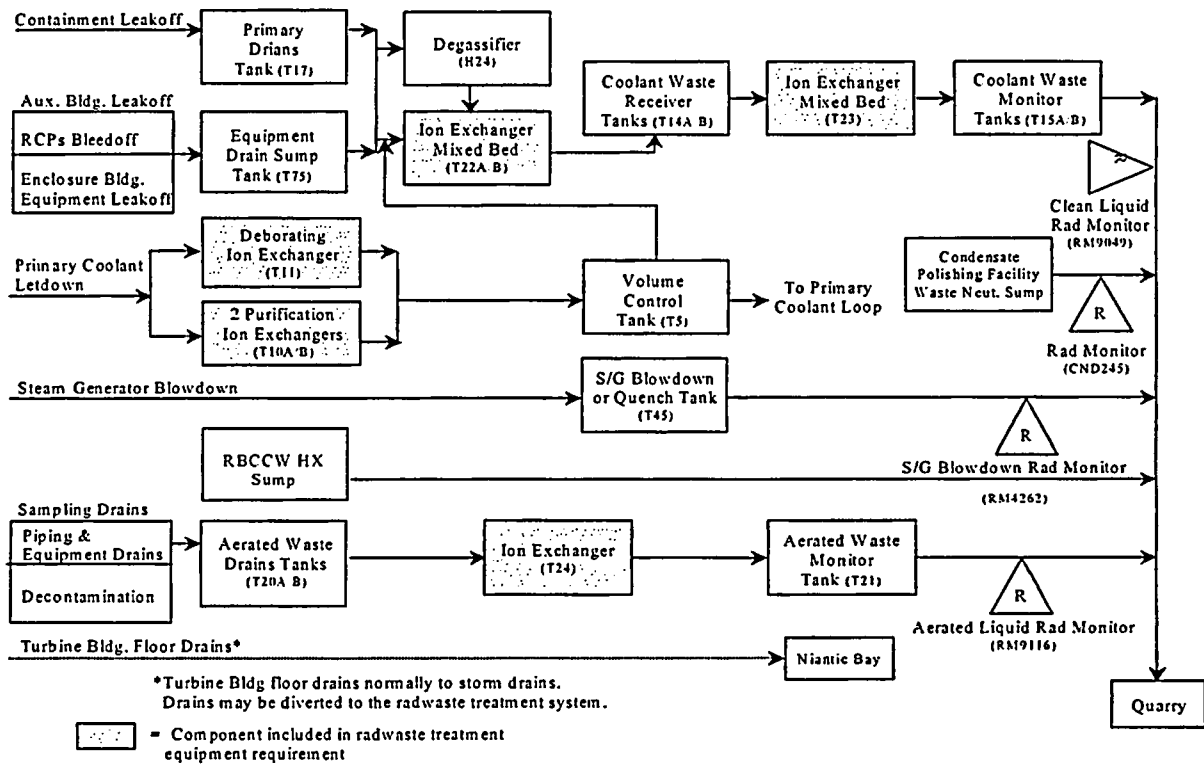 Containment Leakoff
Primary
Drians
Tank (T17)
Degassifier
(H24)
Coolant Waste
Receiver
Tanks (T14A B)
Ion Exchanger
Mixed Bed
(T23)
Coolant Waste
Monitor
Tanks (T15A/B)
Aux. Bldg. Leakoff
RCPs Bleedoff
Enclosure Bldg.
Equipment Leakoff
Equipment
Drain Sump
Tank (T75)
Ion Exchanger
Mixed Bed
(T22A B)
R
Clean Liquid
Rad Monitor
(RM9049)
Primary Coolant
Letdown
Deborating
Ion Exchanger
(T11)
2 Purification
Ion Exchangers
(T10A/B)
Volume
Control
Tank (T5)
To Primary
Coolant Loop
Condensate
Polishing Facility
Waste Neut. Sump
R
Rad Monitor
(CND245)
Steam Generator Blowdown
S/G Blowdown
or Quench Tank
(T45)
R
S/G Blowdown Rad Monitor
(RM4262)
RBCCW HX
Sump
Sampling Drains
Piping &
Equipment Drains
Decontamination
Aerated Waste
Drains Tanks
(T20A B)
Ion Exchanger
(T24)
Aerated Waste
Monitor
Tank (T21)
R
Aerated Liquid Rad Monitor
(RM9116)
Turbine Bldg. Floor Drains*
Niantic Bay
Quarry
*Turbine Bldg floor drains normally to storm drains.
Drains may be diverted to the radwaste treatment system.
= Component included in radwaste treatment
equipment requirement